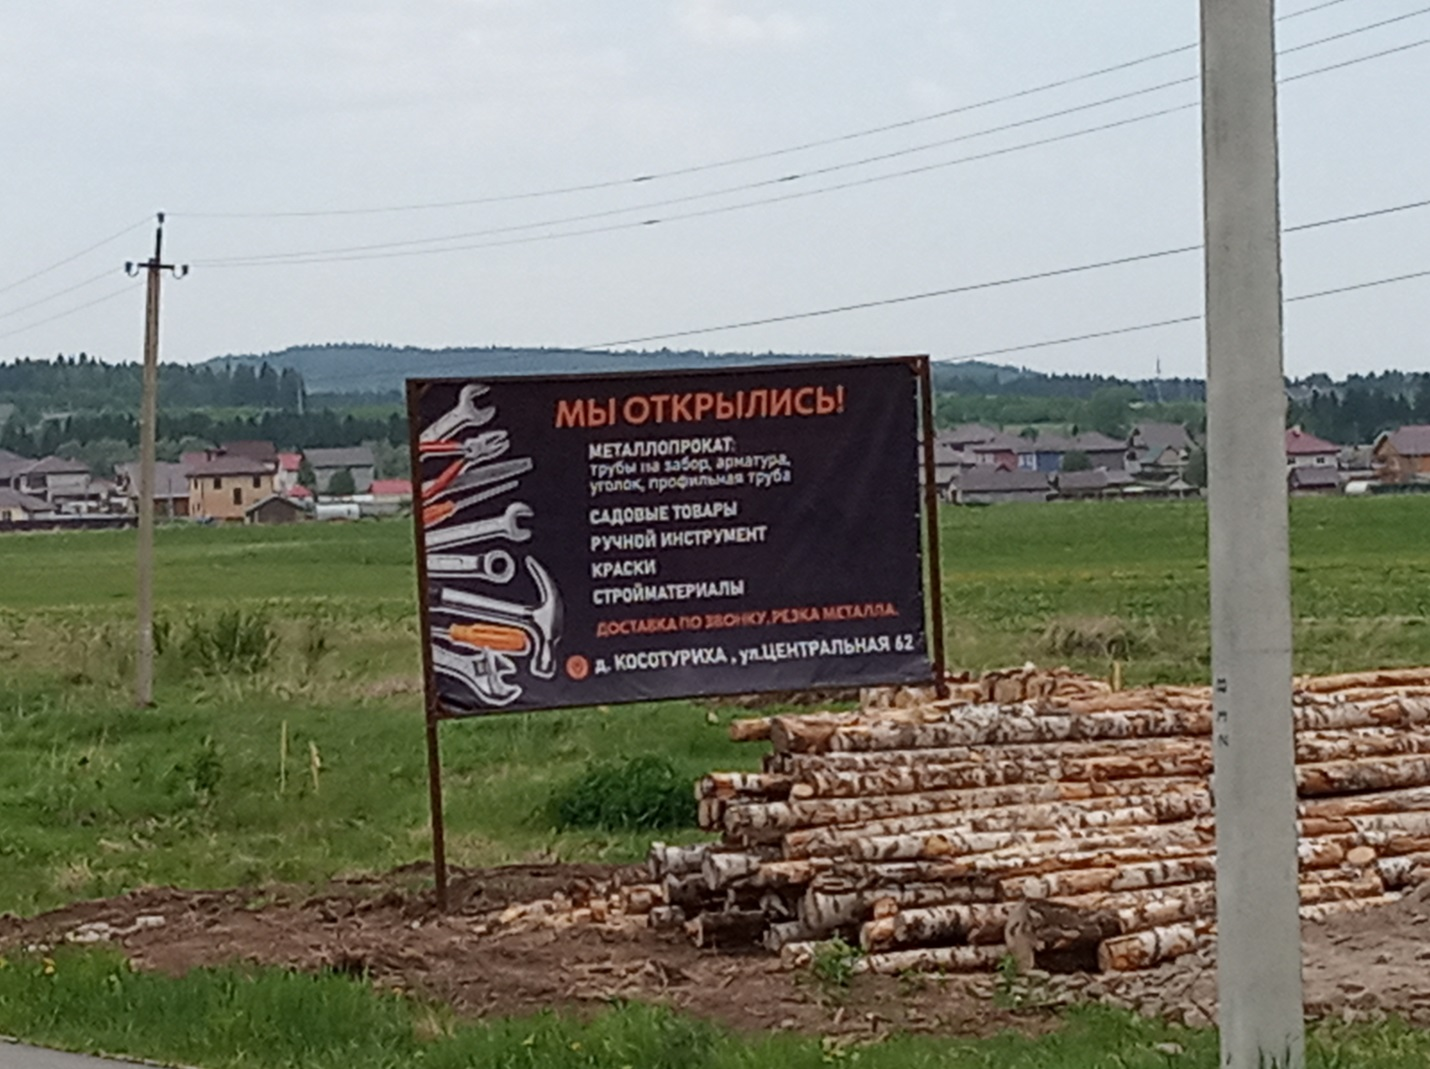 МЫ ОТКРЫЛИСЬ!
МЕТАЛЛОПРОКАТ:
трубы на забор, арматура,
уголок, профильная труба
САДОВЫЕ ТОВАРЫ
РУЧНОЙ ИНСТРУМЕНТ
КРАСКИ
СТРОЙМАТЕРИАЛЫ
ДОСТАВКА ПО ЗВОНКУ. РЕЗКА МЕТАЛЛА.
д. КОСОТУРИХА , ул.ЦЕНТРАЛЬНАЯ 62